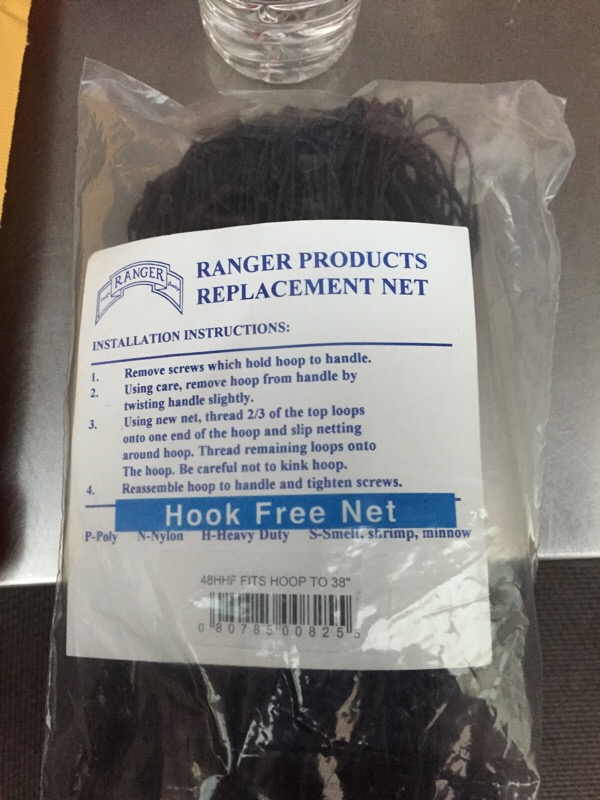 RANGER
RANGER PRODUCTS
REPLACEMENT NET
INSTALLATION INSTRUCTIONS:
1. Remove screws which hold hoop to handle.
2. Using care, remove hoop from handle by
twisting handle slightly.
3. Using new net, thread 2/3 of the top loops
onto one end of the hoop and slip netting
around hoop. Thread remaining loops onto
The hoop. Be careful not to kink hoop.
4. Reassemble hoop to handle and tighten screws.
Hook Free Net
P-Poly N-Nylon H-Heavy Duty S-Smelt, shrimp, minnow
48HHF FITS HOOP TO 38"
0 80785 00825 5